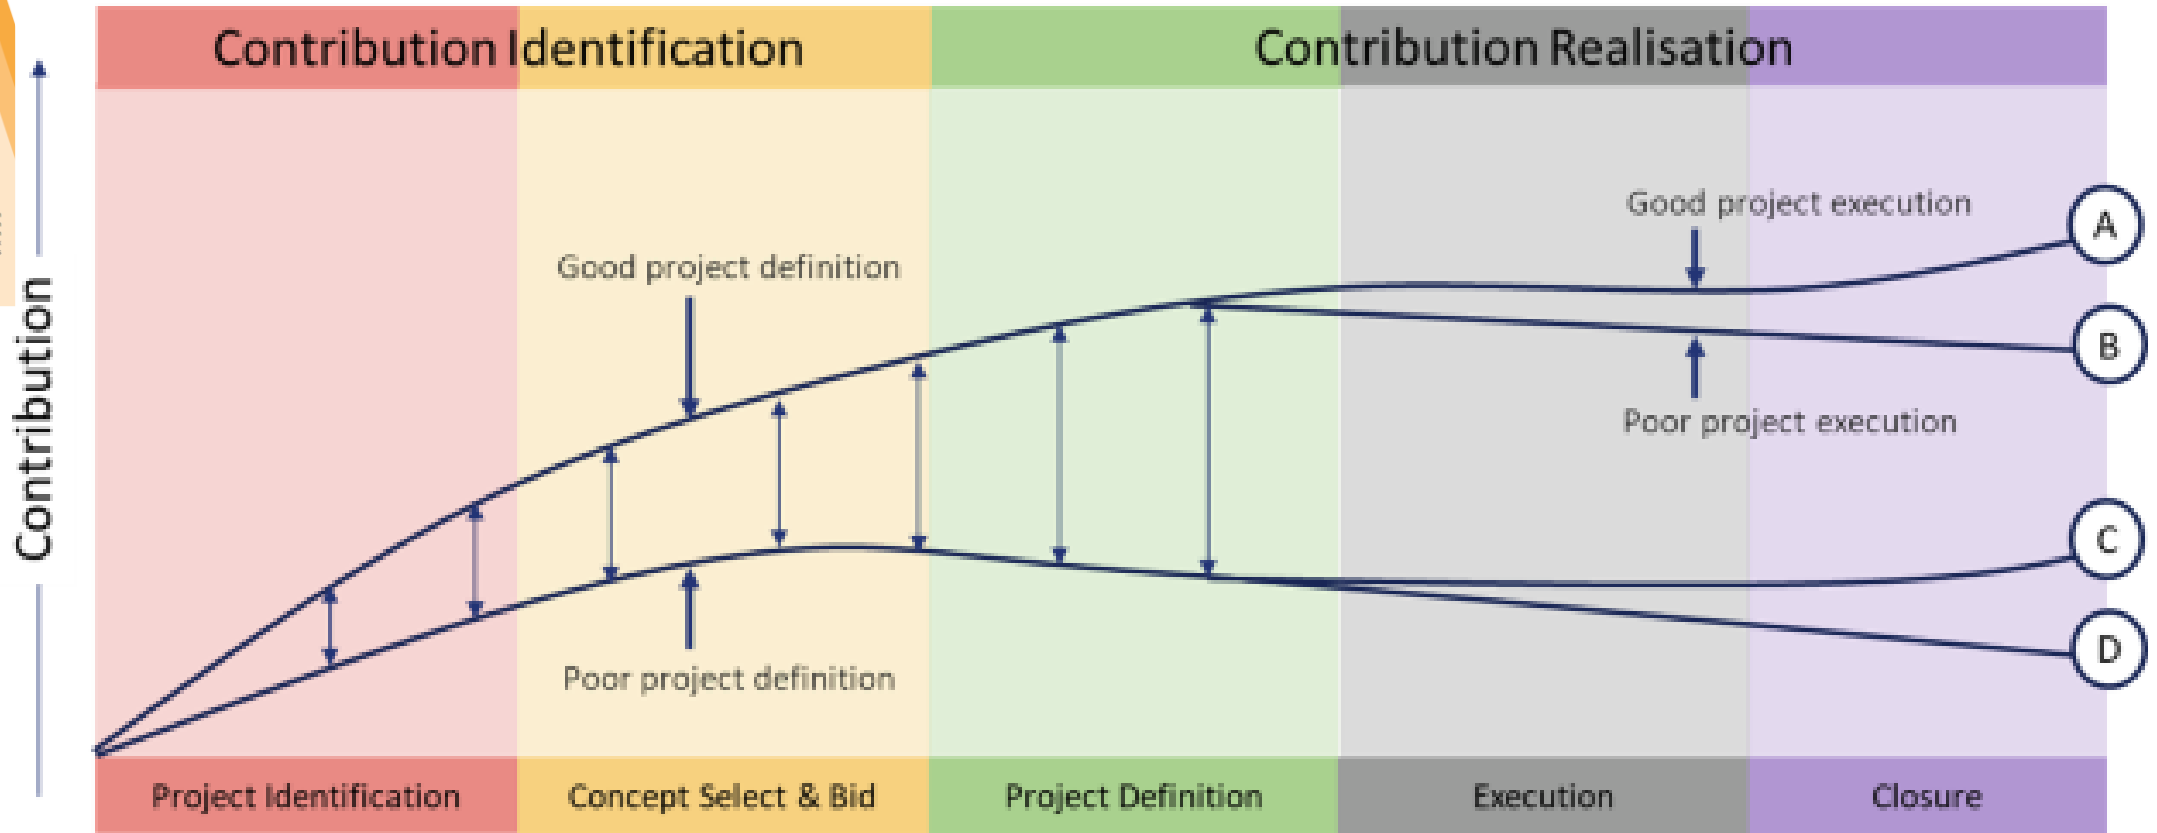 Contribution Identification
Contribution Realisation
Contribution
Good project execution
A
Good project definition
B
Poor project execution
C
Poor project definition
D
Project Identification
Concept Select & Bid
Project Definition
Execution
Closure